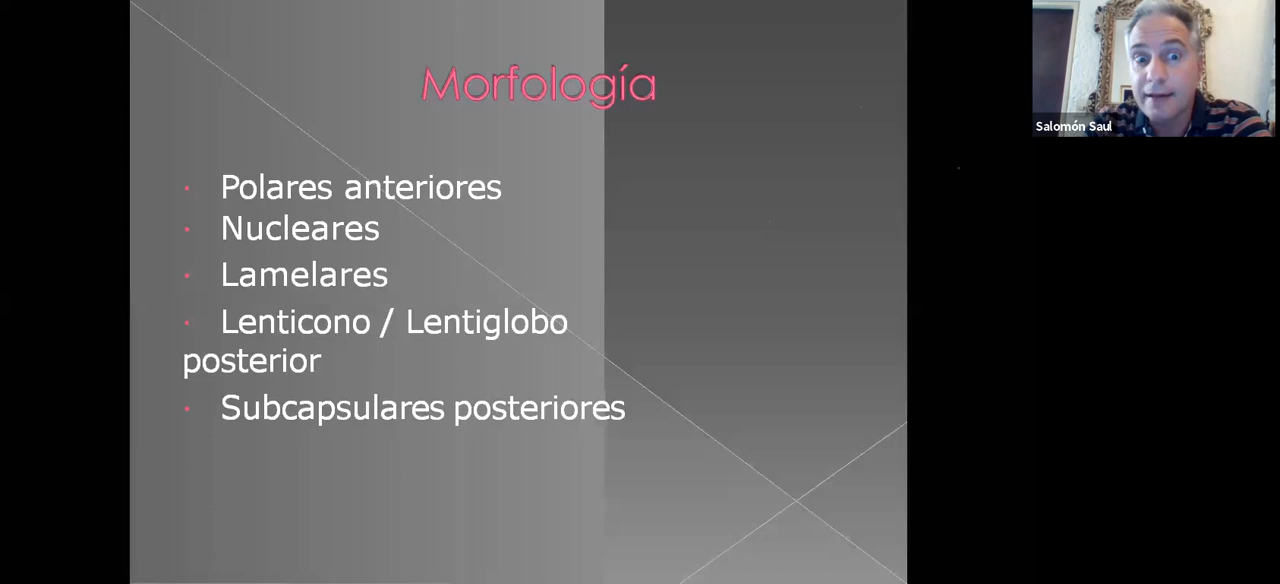 Morfología
· Polares anteriores
· Nucleares
· Lamelares
· Lenticono / Lentiglobo
posterior
· Subcapsulares posteriores
Salomón Saul